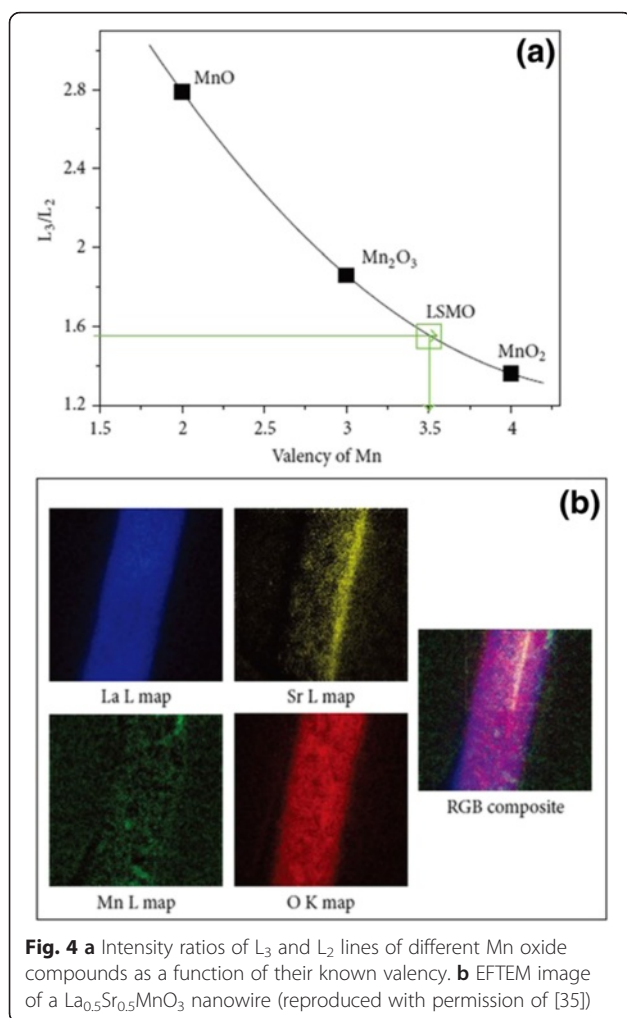 (a)
2.8
2.4
2
1.6
1.2
L₃/L₂
MnO
Mn₂O₃
LSMO
MnO₂
1.5 2 2.5 3 3.5 4
Valency of Mn
(b)
La L map
Sr L map
Mn L map
O K map
RGB composite
Fig. 4 a Intensity ratios of L₃ and L₂ lines of different Mn oxide
compounds as a function of their known valency. b EFTEM image
of a La₀.₅Sr₀.₅MnO₃ nanowire (reproduced with permission of [35])